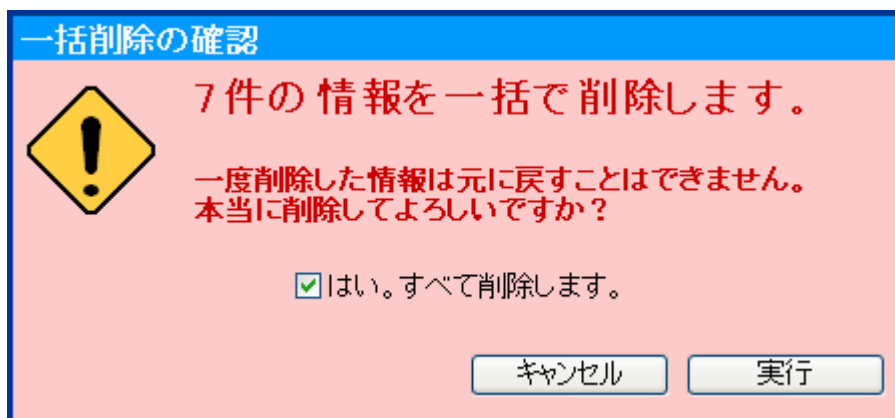 一括削除の確認
7件の情報を一括で削除します。
一度削除した情報は元に戻すことはできません。
本当に削除してよろしいですか?
はい。すべて削除します。
キャンセル
実行